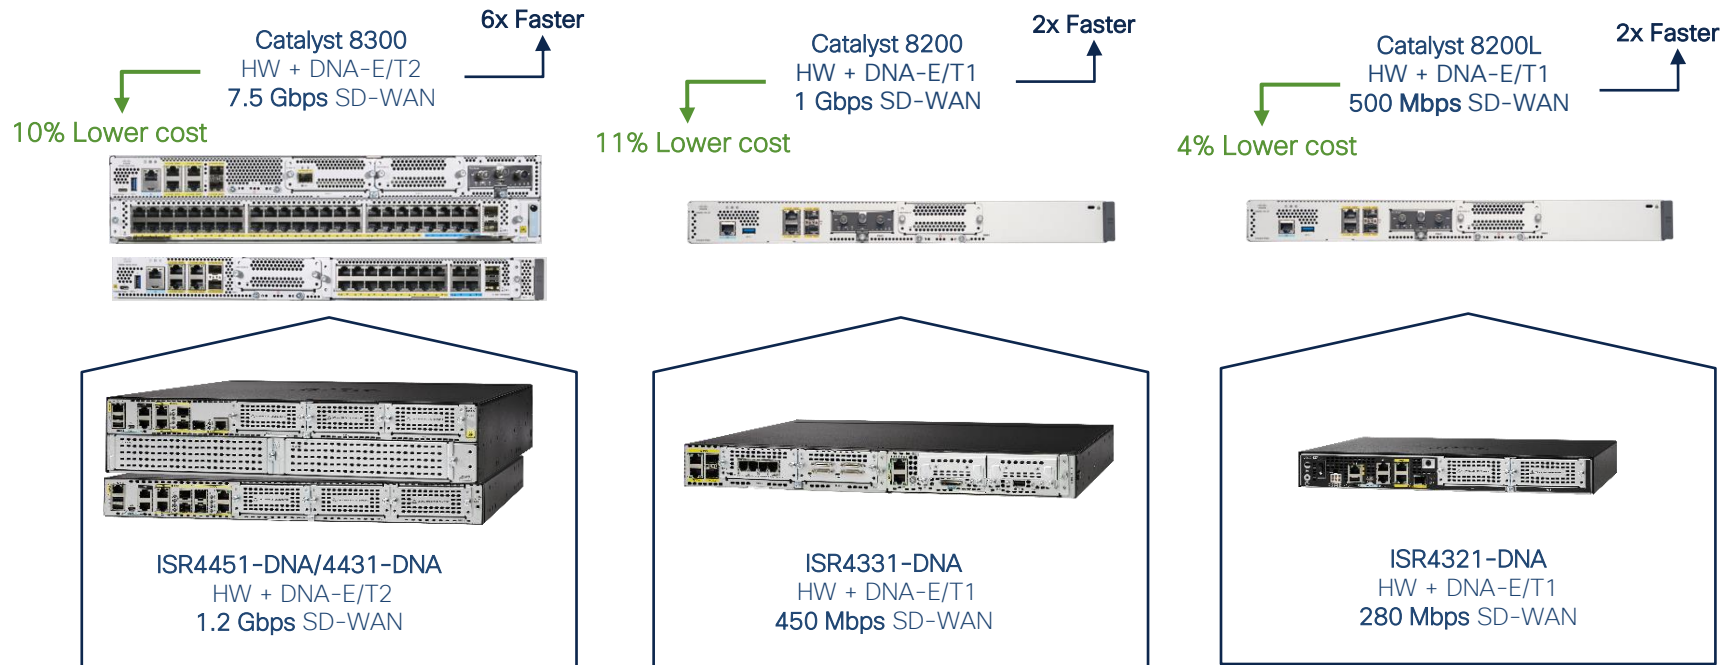 6x Faster
Catalyst 8300
HW + DNA-E/T2
7.5 Gbps SD-WAN
10% Lower cost
2x Faster
Catalyst 8200
HW + DNA-E/T1
1 Gbps SD-WAN
11% Lower cost
2x Faster
Catalyst 8200L
HW + DNA-E/T1
500 Mbps SD-WAN
4% Lower cost
ISR4451-DNA/4431-DNA
HW + DNA-E/T2
1.2 Gbps SD-WAN
ISR4331-DNA
HW + DNA-E/T1
450 Mbps SD-WAN
ISR4321-DNA
HW + DNA-E/T1
280 Mbps SD-WAN